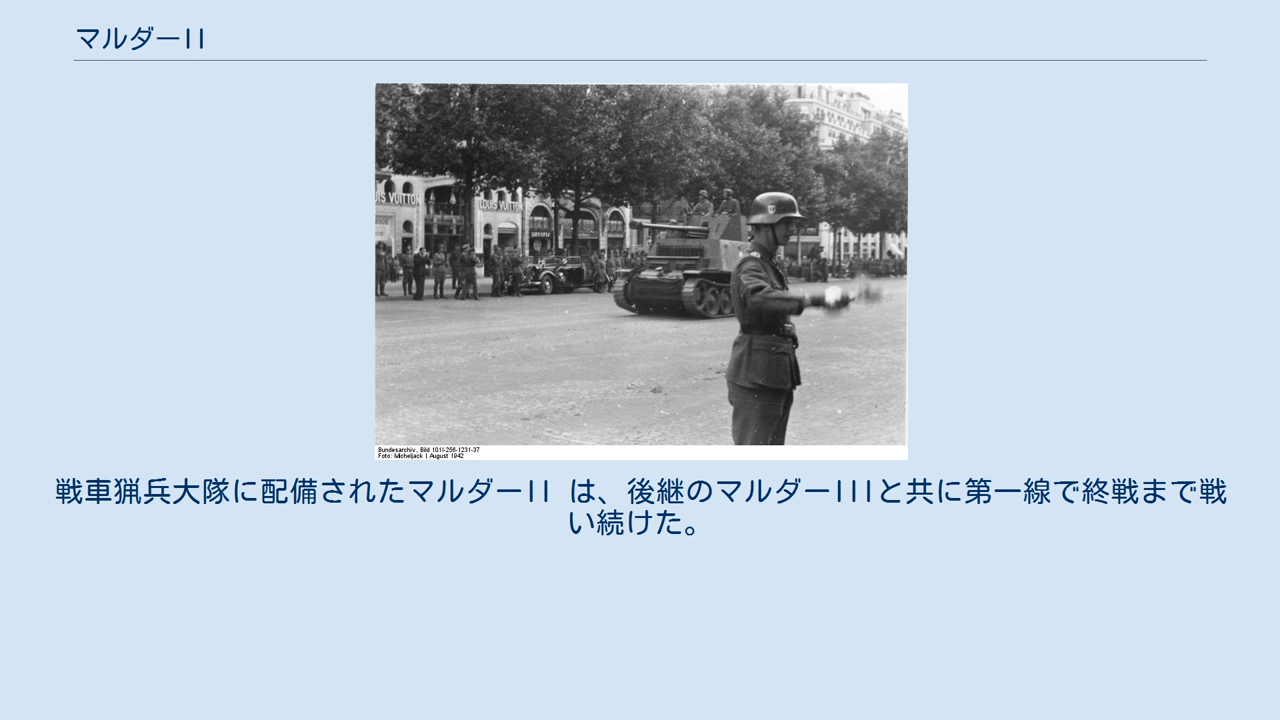 マルダーII
UIS VUITTON
LOUIS VUITTON
Bundesarchiv, Bild 101I-256-1231-37
Foto: Micheljack | August 1942
戦車猟兵大隊に配備されたマルダーII は、後継のマルダーIIIと共に第一線で終戦まで戦
い続けた。